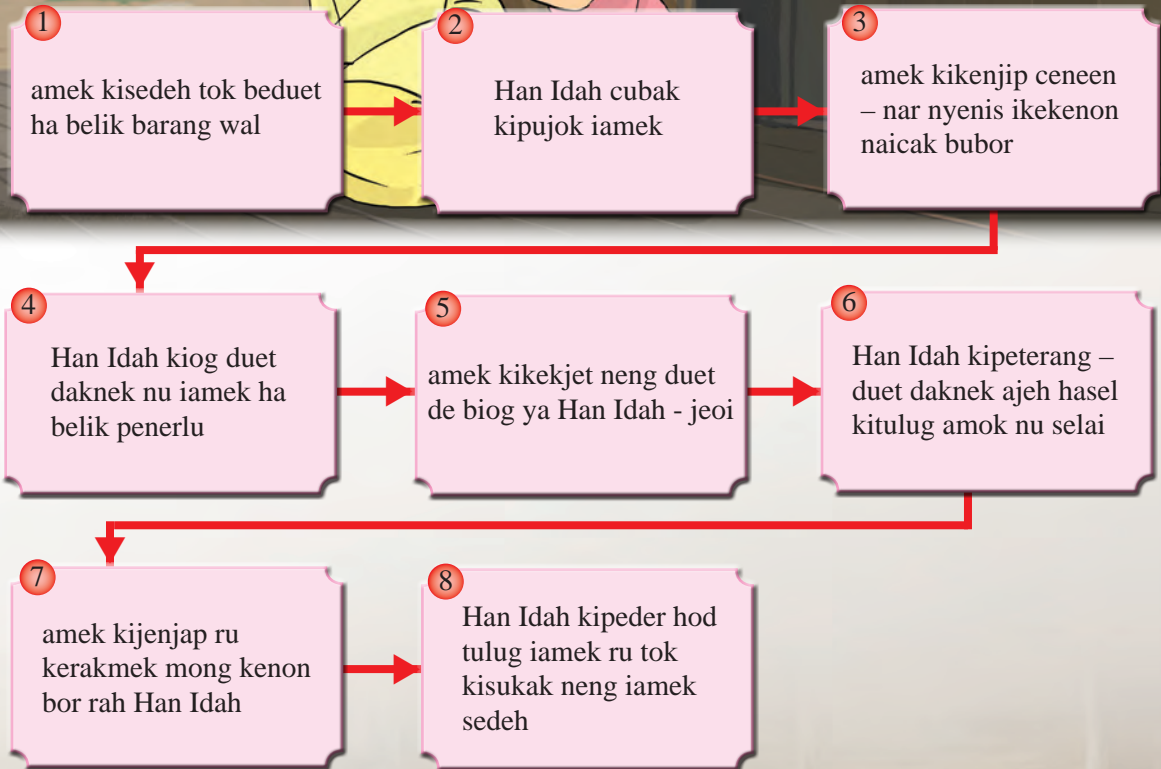 1
amek kisedeh tok beduet
ha belik barang wal
2
Han Idah cubak
kipujok iamek
3
amek kikenjip ceneen
– nar nyenis ikekenon
naicak bubor
4
Han Idah kiog duet
daknek nu iamek ha
belik penerlu
5
amek kikekjet neng duet
de biog ya Han Idah - jeoi
6
Han Idah kipeterang –
duet daknek ajeh hasel
kitulug amok nu selai
7
amek kijenjap ru
kerakmek mong kenon
bor rah Han Idah
8
Han Idah kipeder hod
tulug iamek ru tok
kisukak neng iamek
sedeh